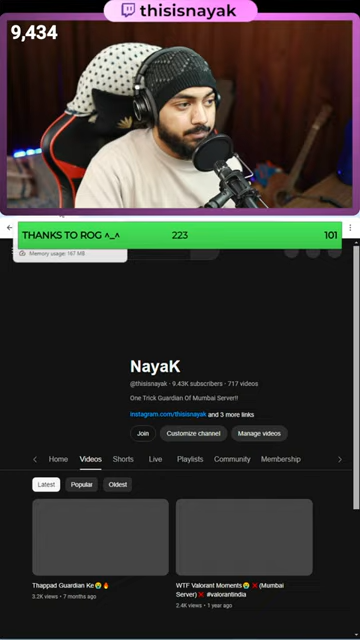 thisisnayak
9,434
THANKS TO ROG ^_^ 223 101
Memory usage: 167 MB
NayaK
@thisisnayak · 9.43K subscribers · 717 videos
One Trick Guardian Of Mumbai Server!!
instagram.com/thisisnayak and 3 more links
Join Customize channel Manage videos
Home Videos Shorts Live Playlists Community Membership
Latest Popular Oldest
Thappad Guardian Ke😭🔥
3.2K views • 7 months ago
WTF Valorant Moments😭 ❌ (Mumbai
Server) ❌ #valorantindia
2.4K views • 1 year ago